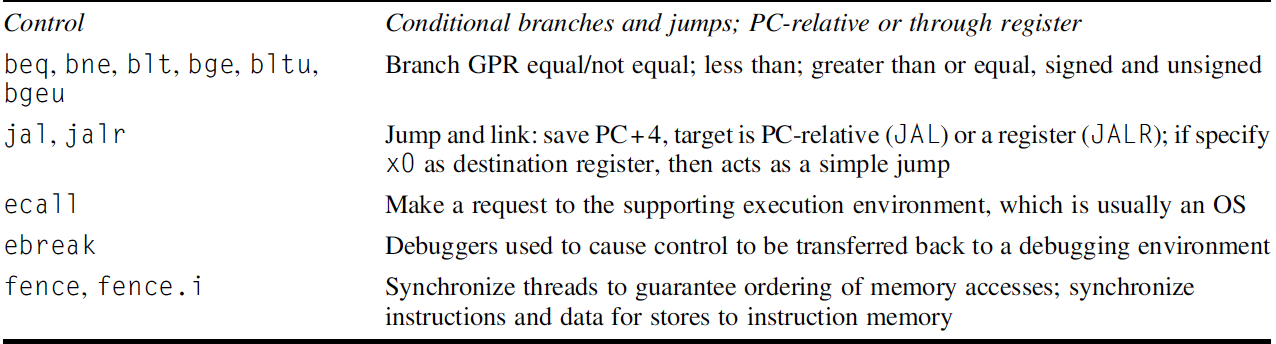 Control Conditional branches and jumps; PC-relative or through register
beq, bne, blt, bge, bltu, Branch GPR equal/not equal; less than; greater than or equal, signed and unsigned
bgeu
jal, jalr Jump and link: save PC+4, target is PC-relative (JAL) or a register (JALR); if specify
x0 as destination register, then acts as a simple jump
ecall Make a request to the supporting execution environment, which is usually an OS
ebreak Debuggers used to cause control to be transferred back to a debugging environment
fence, fence.i Synchronize threads to guarantee ordering of memory accesses; synchronize
instructions and data for stores to instruction memory